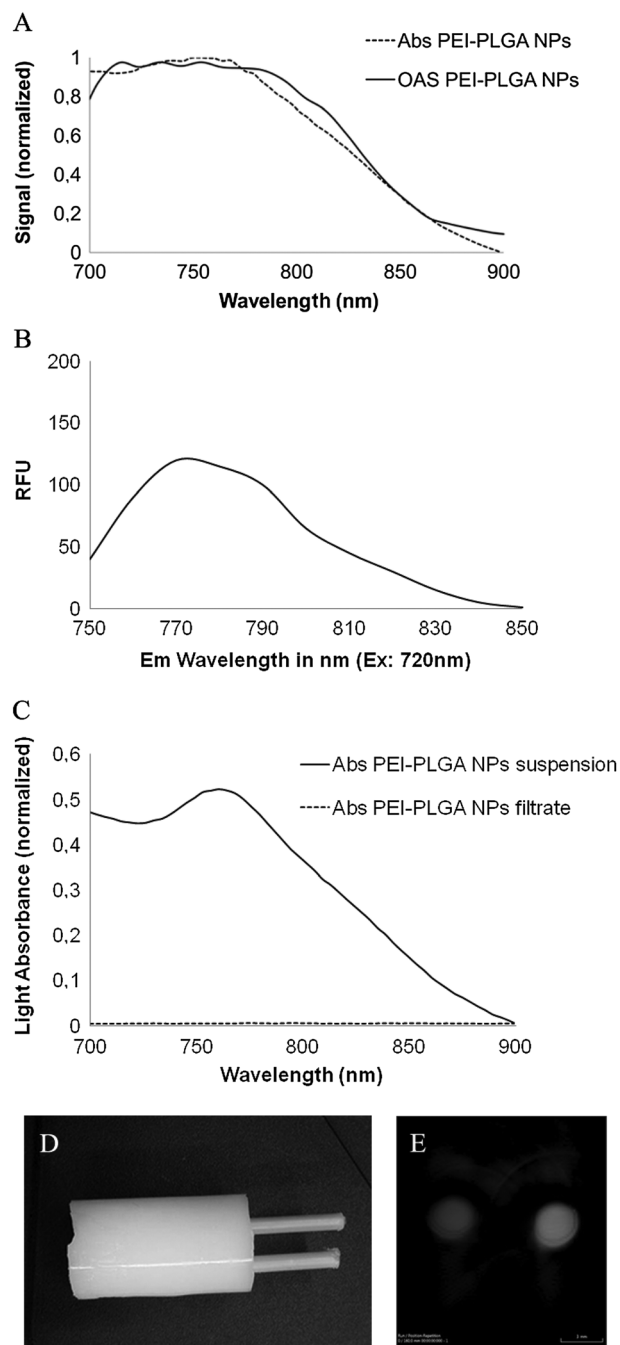 A
Abs PEI-PLGA NPs
OAS PEI-PLGA NPs
Signal (normalized)
1
0,8
0,6
0,4
0,2
0
700 750 800 850 900
Wavelength (nm)
B
RFU
200
150
100
50
0
750 770 790 810 830 850
Em Wavelength in nm (Ex: 720nm)
C
Abs PEI-PLGA NPs suspension
Abs PEI-PLGA NPs filtrate
Light Absorbance (normalized)
0,6
0,5
0,4
0,3
0,2
0,1
0
700 750 800 850 900
Wavelength (nm)
D
E